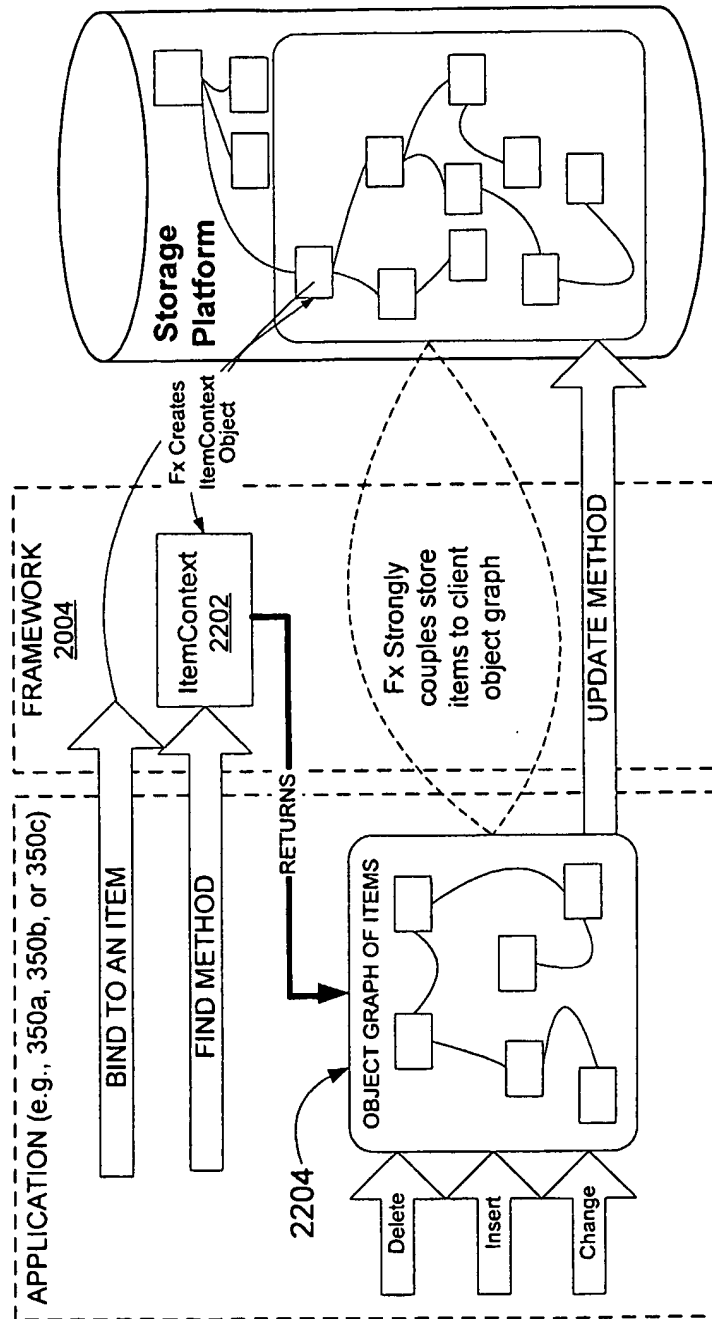 APPLICATION (e.g., 350a, 350b, or 350c)
BIND TO AN ITEM
FIND METHOD
FRAMEWORK
2004
ItemContext
2202
Fx Creates
ItemContext
Object
Storage
Platform
RETURNS
2204
OBJECT GRAPH OF ITEMS
Delete
Insert
Change
Fx Strongly
couples store
items to client
object graph
UPDATE METHOD